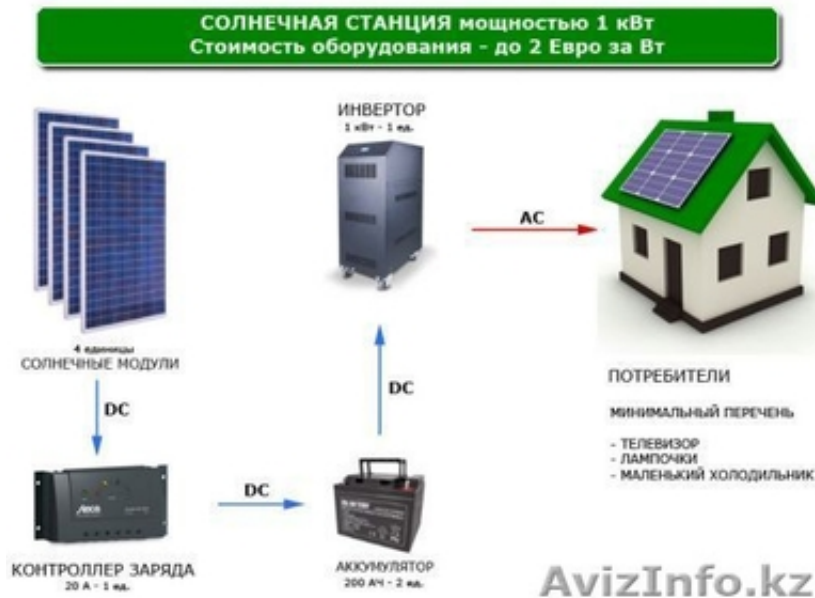 СОЛНЕЧНАЯ СТАНЦИЯ мощностью 1 кВт
Стоимость оборудования - до 2 Евро за Вт
ИНВЕРТОР
1 кВт - 1 ед.
AC
4 единицы
СОЛНЕЧНЫЕ МОДУЛИ
DC
DC
ПОТРЕБИТЕЛИ
МИНИМАЛЬНЫЙ ПЕРЕЧЕНЬ
- ТЕЛЕВИЗОР
- ЛАМПОЧКИ
- МАЛЕНЬКИЙ ХОЛОДИЛЬНИК
Steca
DC
КОНТРОЛЛЕР ЗАРЯДА
20 А - 1 ед.
АККУМУЛЯТОР
200 АЧ - 2 ед.
AvizInfo.kz